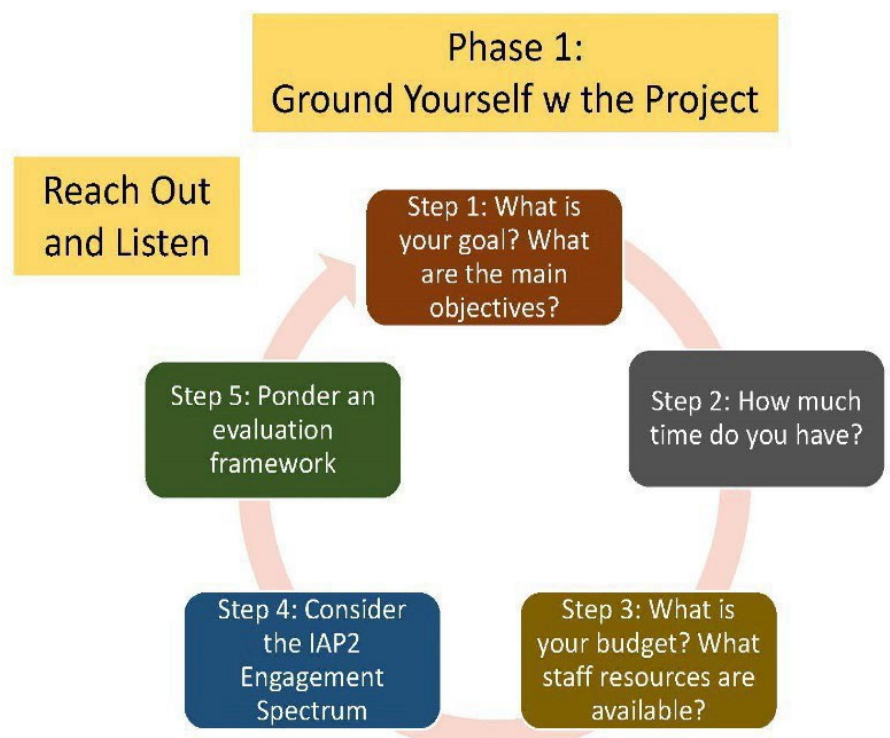 Phase 1:
Ground Yourself w the Project
Reach Out
and Listen
Step 1: What is
your goal? What
are the main
objectives?
Step 2: How much
time do you have?
Step 3: What is
your budget? What
staff resources are
available?
Step 4: Consider
the IAP2
Engagement
Spectrum
Step 5: Ponder an
evaluation
framework